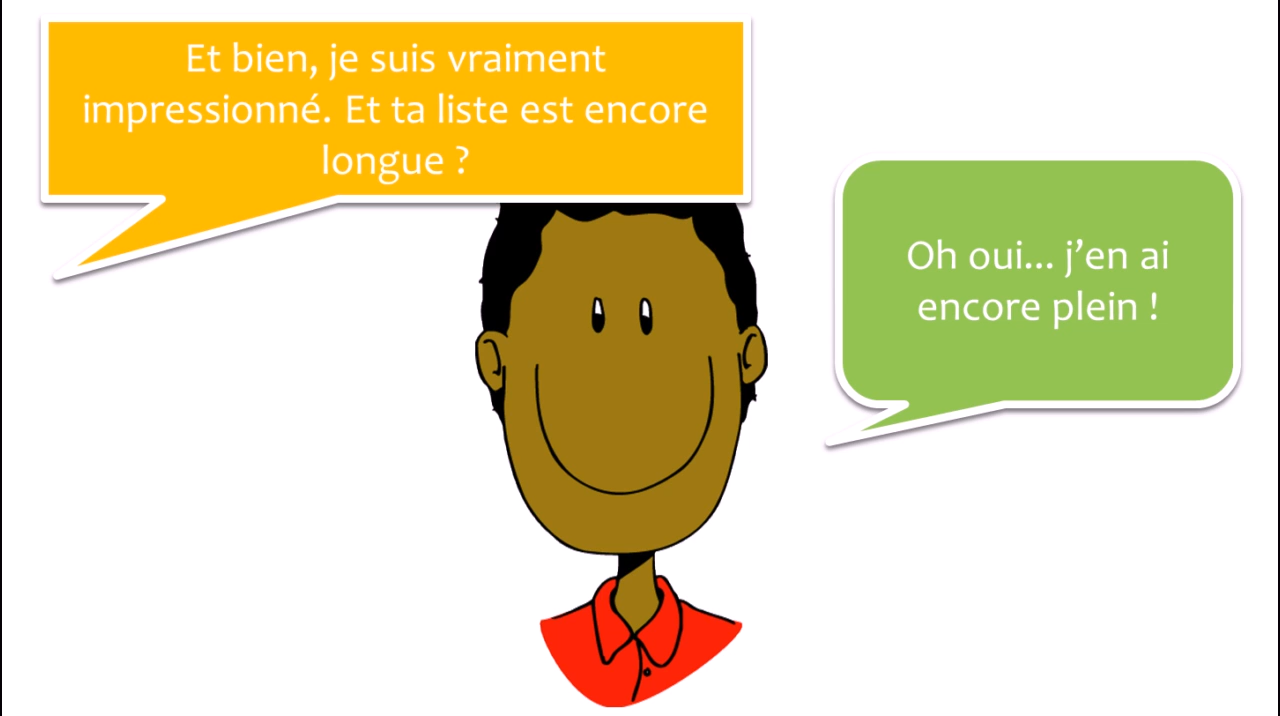 Et bien, je suis vraiment
impressionné. Et ta liste est encore
longue ?
Oh oui... j’en ai
encore plein !